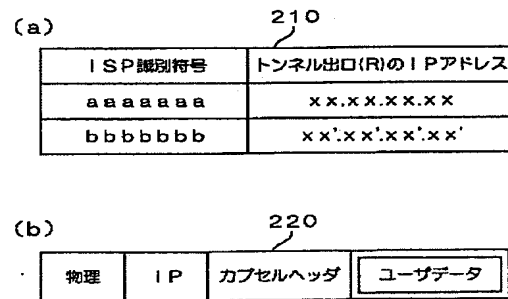 (a)
210
ISP識別符号 トンネル出口(R)のIPアドレス
aaaaaaa xx.xx.xx.xx
bbbbbbb xx'.xx'.xx'.xx'
(b)
220
物理 IP カプセルヘッダ ユーザデータ